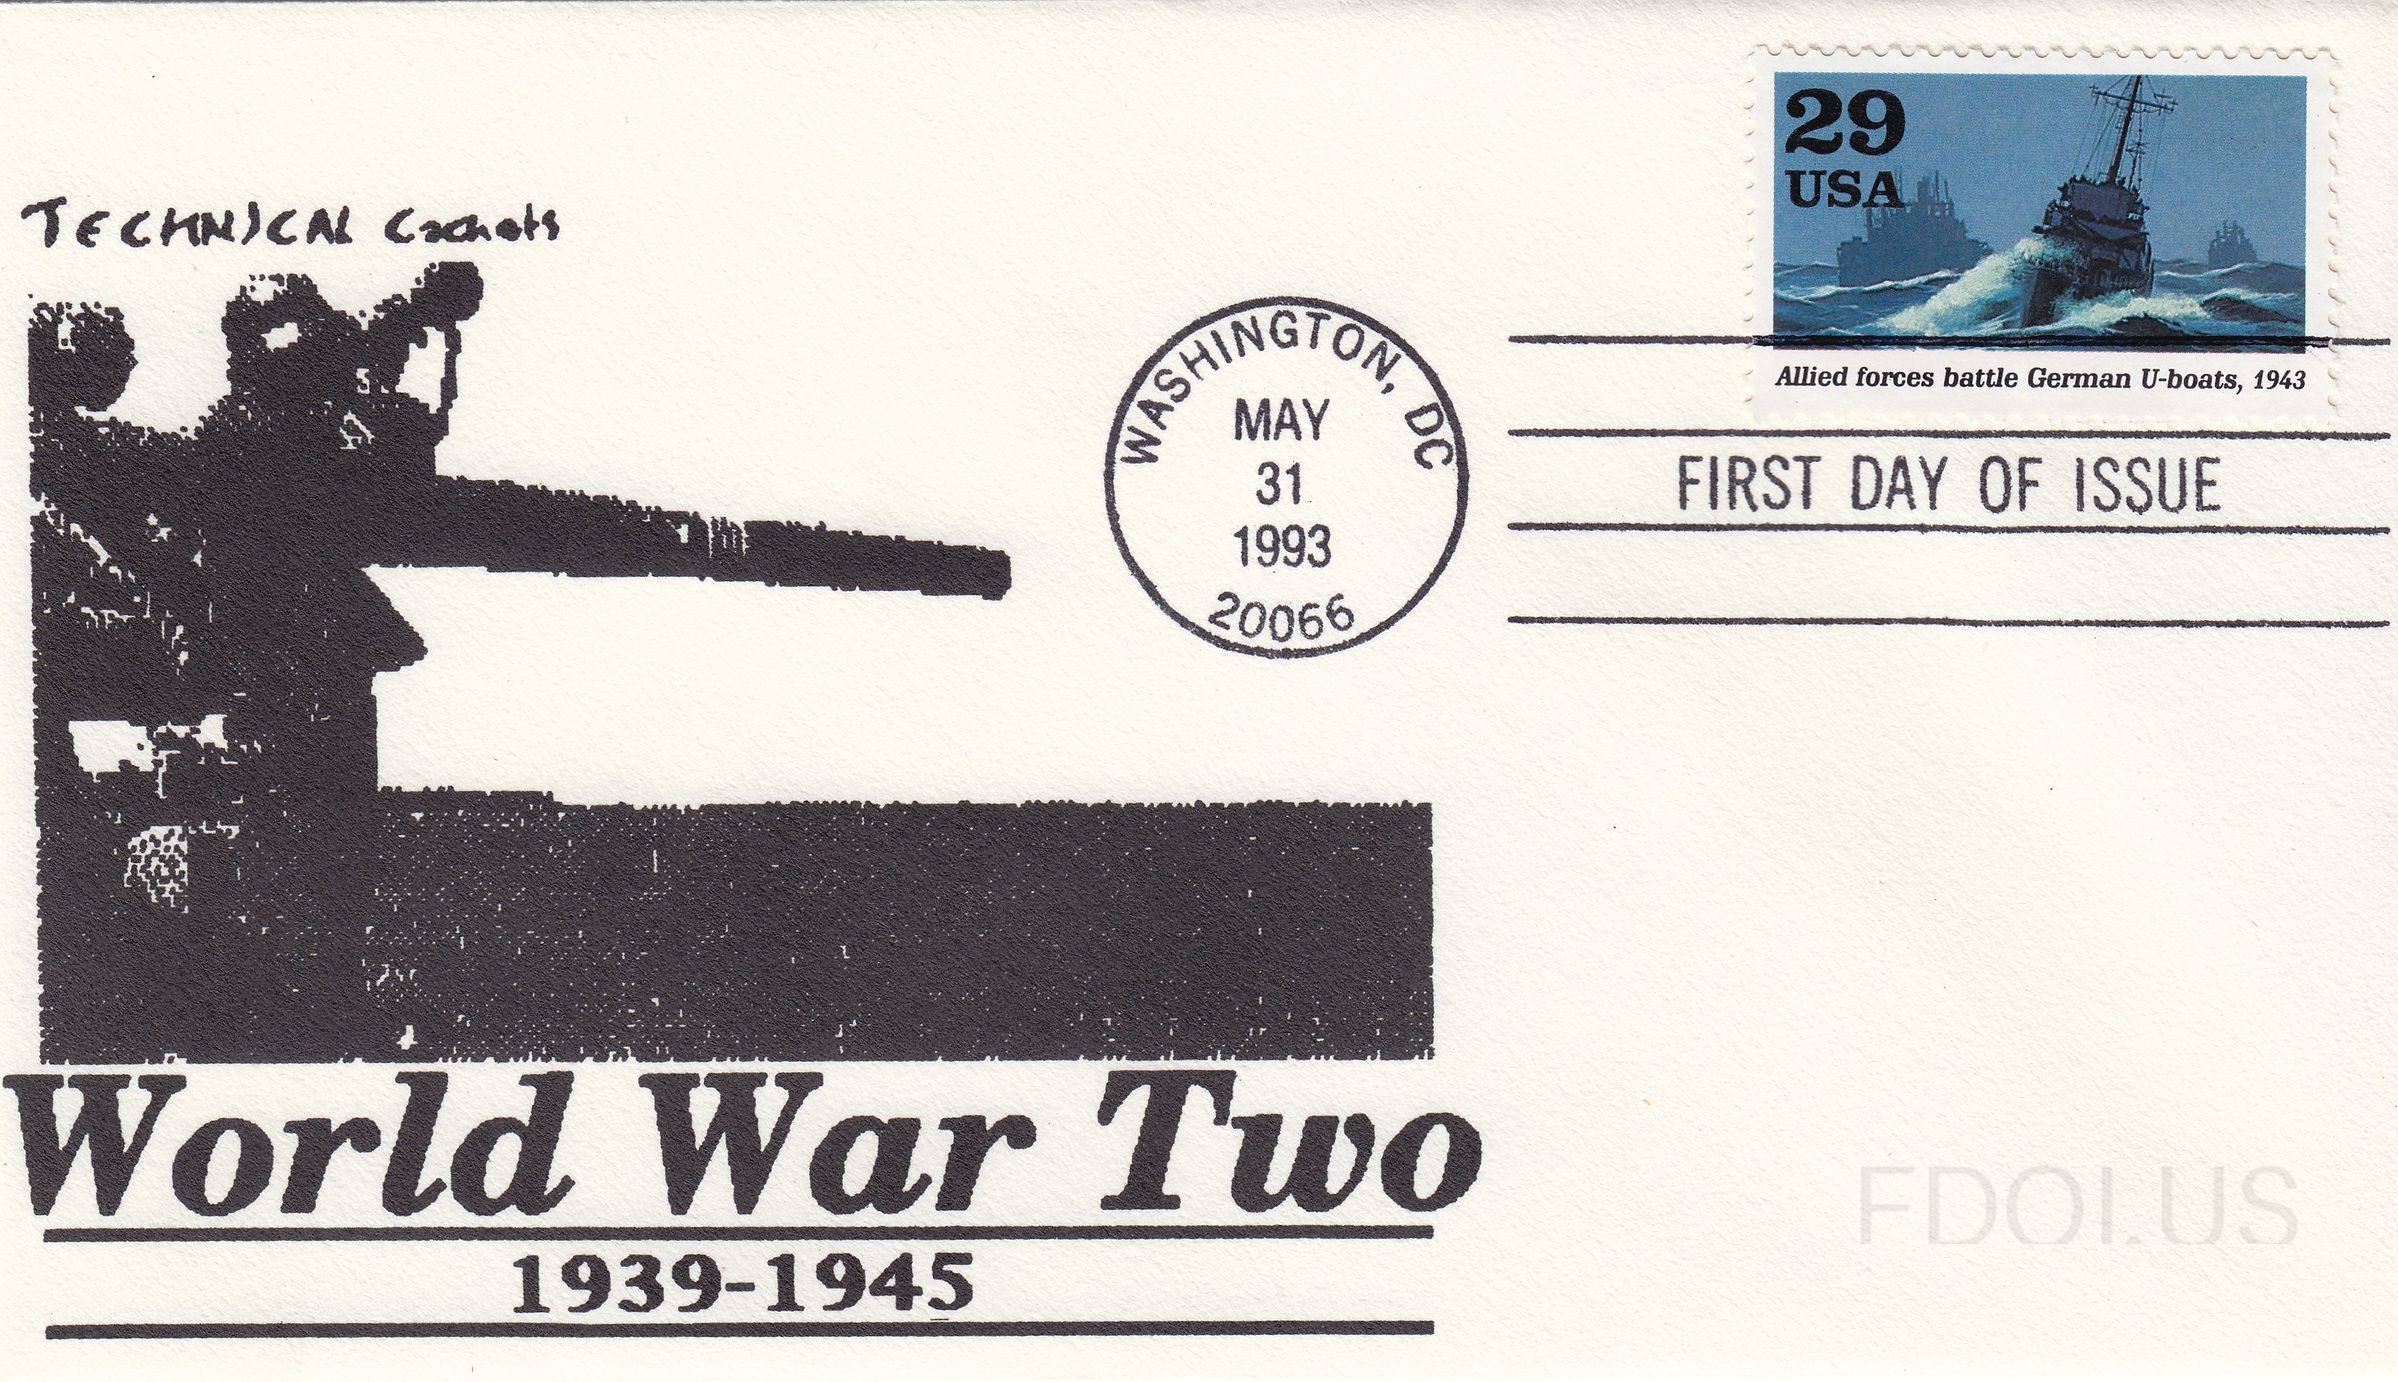 TECHNICAL Cachets
29
USA
Allied forces battle German U-boats, 1943
WASHINGTON, DC
MAY
31
1993
20066
FIRST DAY OF ISSUE
World War Two
1939-1945
FDOI.US